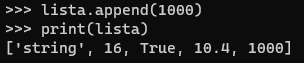 >>> lista.append(1000)
>>> print(lista)
['string', 16, True, 10.4, 1000]